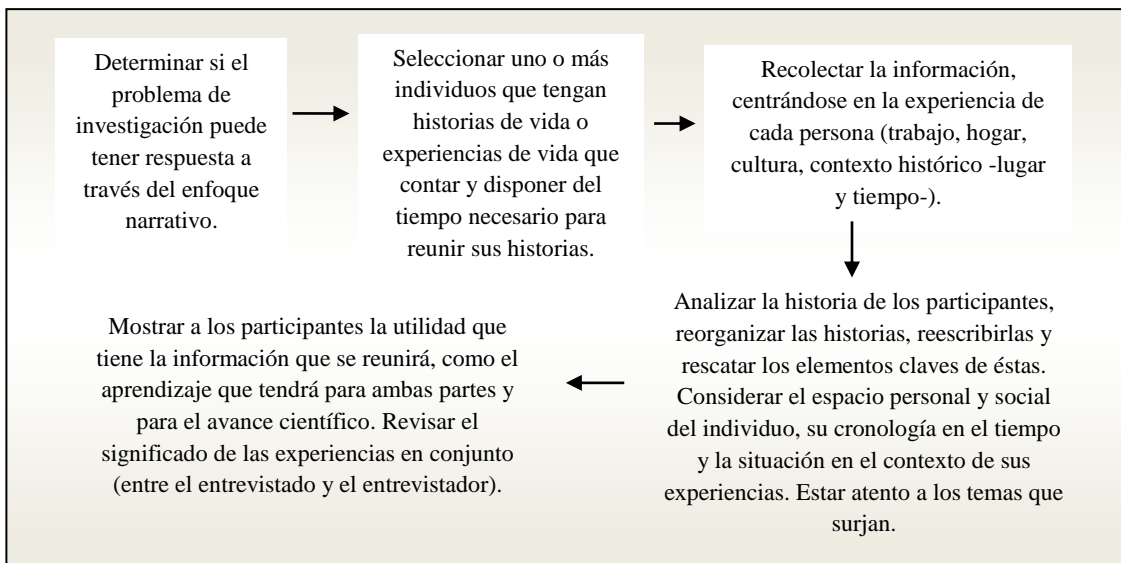 Determinar si el
problema de
investigación puede
tener respuesta a
través del enfoque
narrativo.
Seleccionar uno o más
individuos que tengan
historias de vida o
experiencias de vida que
contar y disponer del
tiempo necesario para
reunir sus historias.
Recolectar la información,
centrándose en la experiencia de
cada persona (trabajo, hogar,
cultura, contexto histórico -lugar
y tiempo-).
Analizar la historia de los participantes,
reorganizar las historias, reescribirlas y
rescatar los elementos claves de éstas.
Considerar el espacio personal y social
del individuo, su cronología en el tiempo
y la situación en el contexto de sus
experiencias. Estar atento a los temas que
surjan.
Mostrar a los participantes la utilidad que
tiene la información que se reunirá, como el
aprendizaje que tendrá para ambas partes y
para el avance científico. Revisar el
significado de las experiencias en conjunto
(entre el entrevistado y el entrevistador).